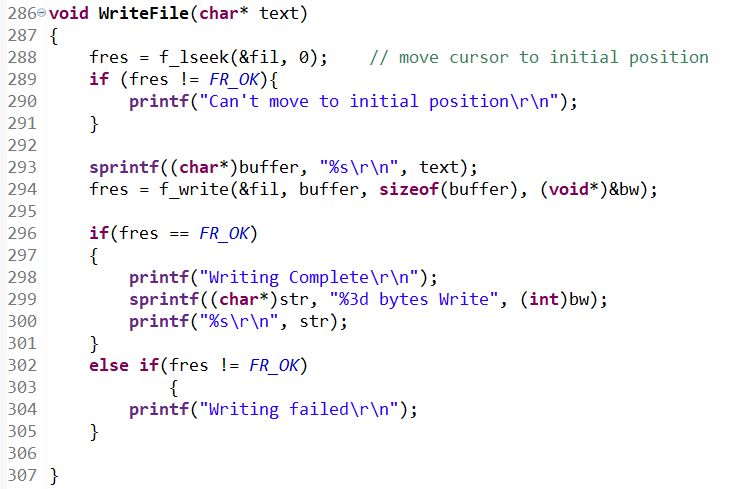 286 void WriteFile(char* text)
287 {
288     fres = f_lseek(&fil, 0);    // move cursor to initial position
289     if (fres != FR_OK){
290         printf("Can't move to initial position\r\n");
291     }
292
293     sprintf((char*)buffer, "%s\r\n", text);
294     fres = f_write(&fil, buffer, sizeof(buffer), (void*)&bw);
295
296     if(fres == FR_OK)
297     {
298         printf("Writing Complete\r\n");
299         sprintf((char*)str, "%3d bytes Write", (int)bw);
300         printf("%s\r\n", str);
301     }
302     else if(fres != FR_OK)
303             {
304         printf("Writing failed\r\n");
305     }
306
307 }